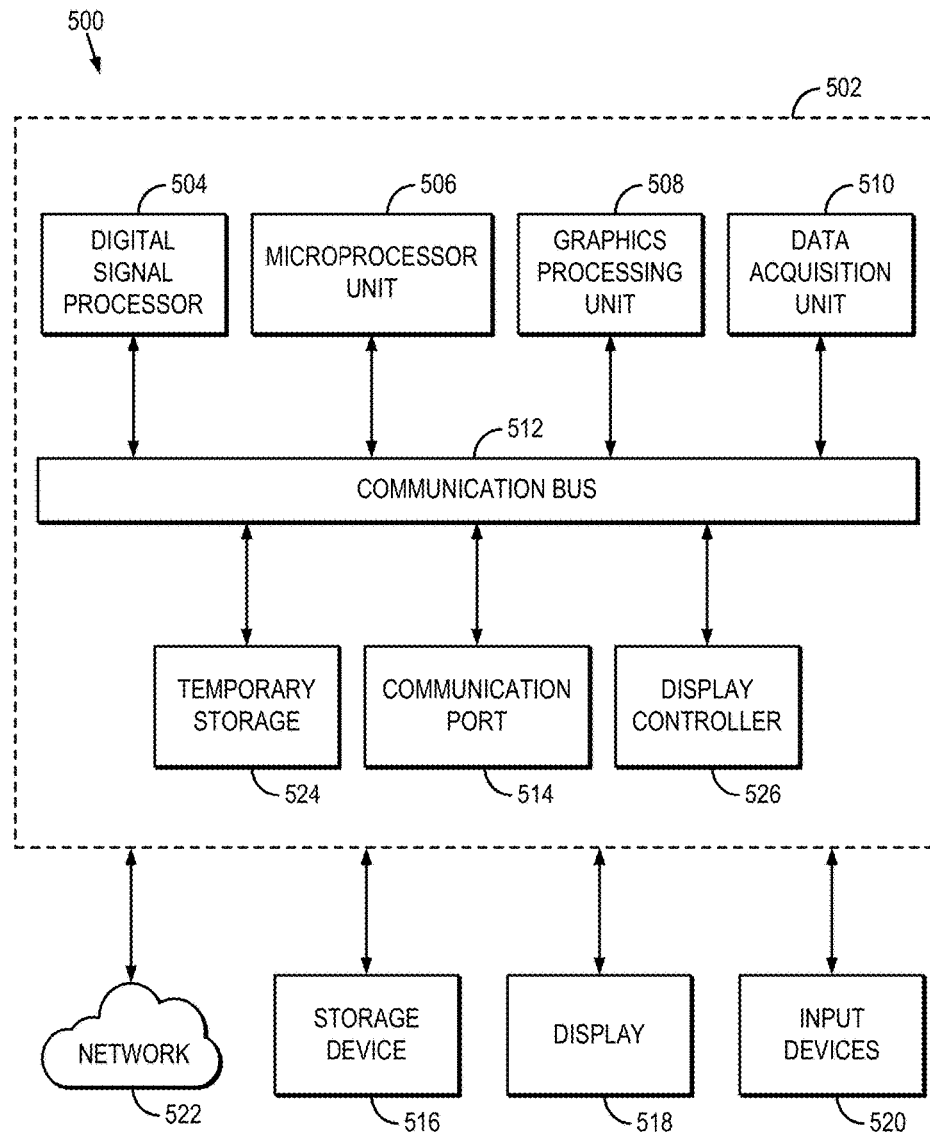 500
502
504
506
508
510
DIGITAL
SIGNAL
PROCESSOR
MICROPROCESSOR
UNIT
GRAPHICS
PROCESSING
UNIT
DATA
ACQUISITION
UNIT
512
COMMUNICATION BUS
TEMPORARY
STORAGE
COMMUNICATION
PORT
DISPLAY
CONTROLLER
524
514
526
NETWORK
STORAGE
DEVICE
DISPLAY
INPUT
DEVICES
522
516
518
520